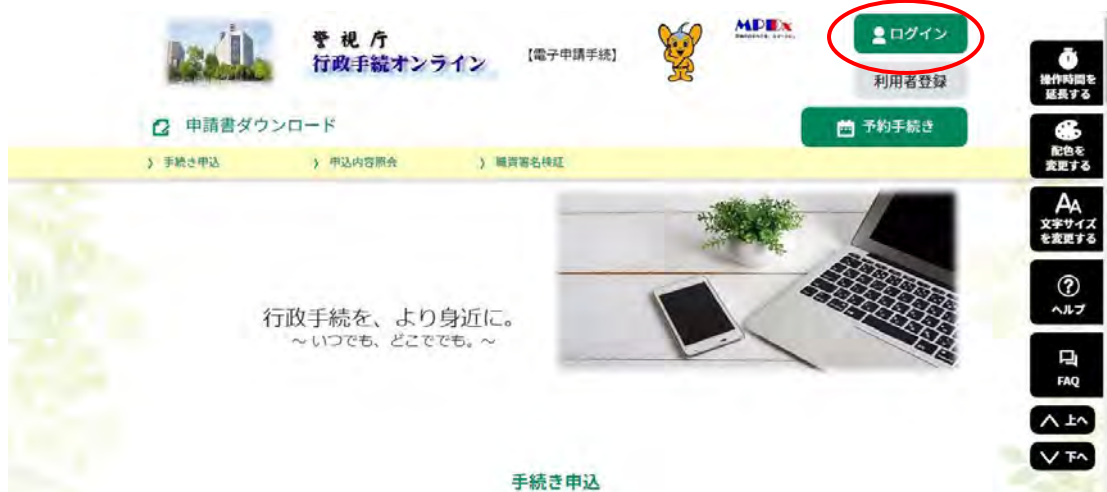 警視庁
行政手続オンライン
【電子申請手続】
MPDX
ログイン
利用者登録
申請書ダウンロード
予約手続き
手続き申込
申込内容照会
職責署名検証
行政手続を、より身近に。
～いつでも、どこででも。～
手続き申込
操作時間を
延長する
配色を
変更する
AA
文字サイズ
を変更する
?
ヘルプ
FAQ
上へ
下へ